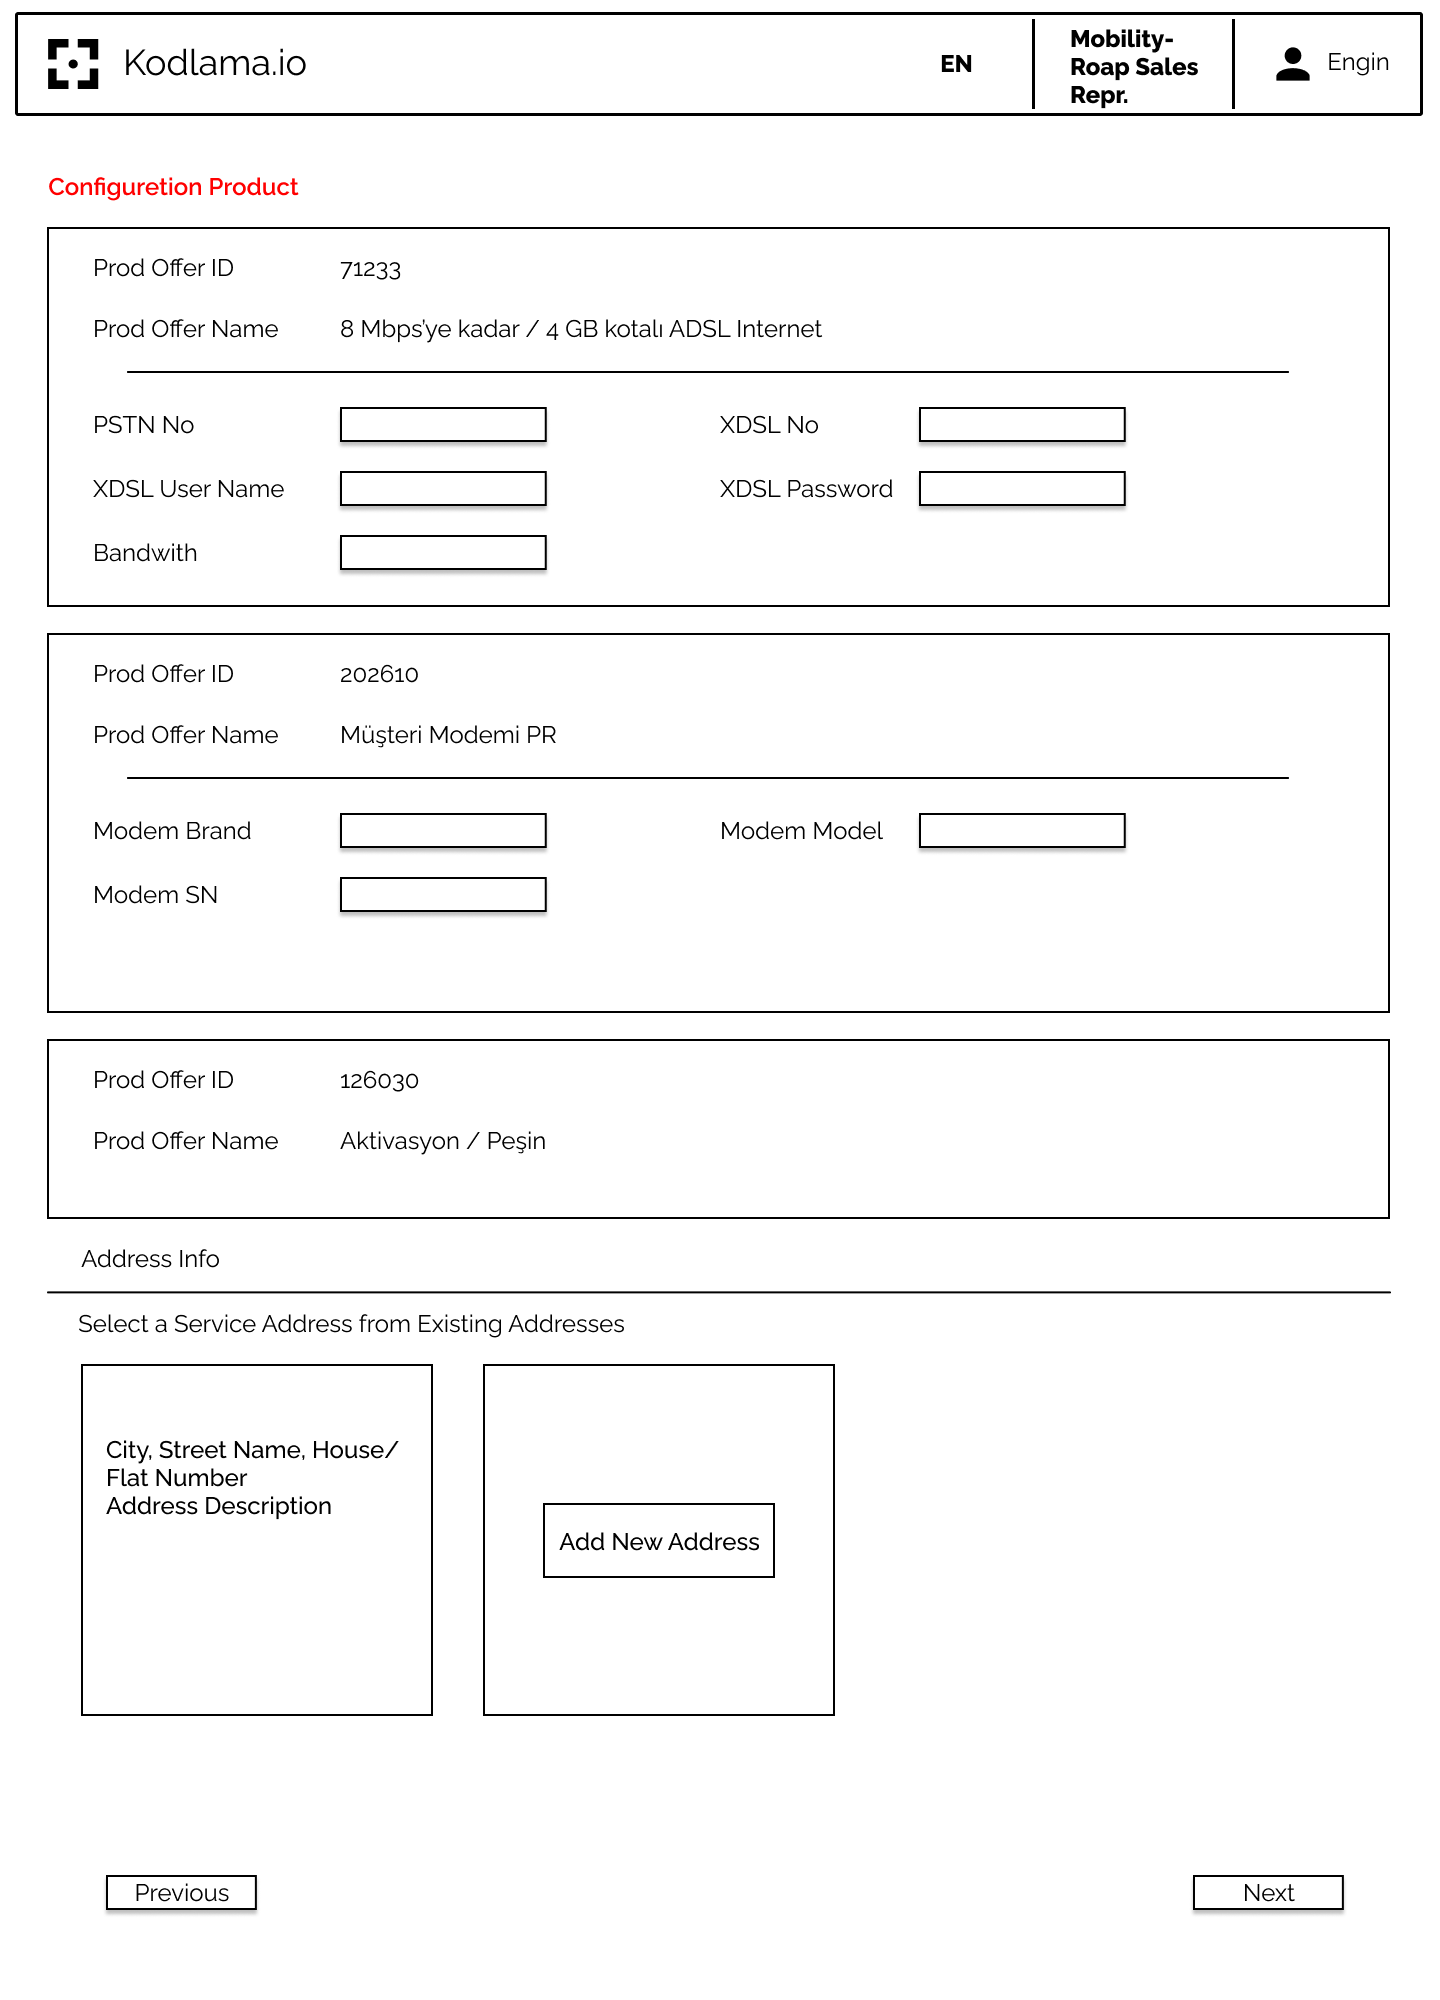 Kodlama.io
EN
Mobility-
Roap Sales
Repr.
Engin
Configuretion Product
Prod Offer ID 71233
Prod Offer Name 8 Mbps'ye kadar / 4 GB kotalı ADSL Internet
PSTN No XDSL No
XDSL User Name XDSL Password
Bandwith
Prod Offer ID 202610
Prod Offer Name Müşteri Modemi PR
Modem Brand Modem Model
Modem SN
Prod Offer ID 126030
Prod Offer Name Aktivasyon / Peşin
Address Info
Select a Service Address from Existing Addresses
City, Street Name, House/
Flat Number
Address Description
Add New Address
Previous Next